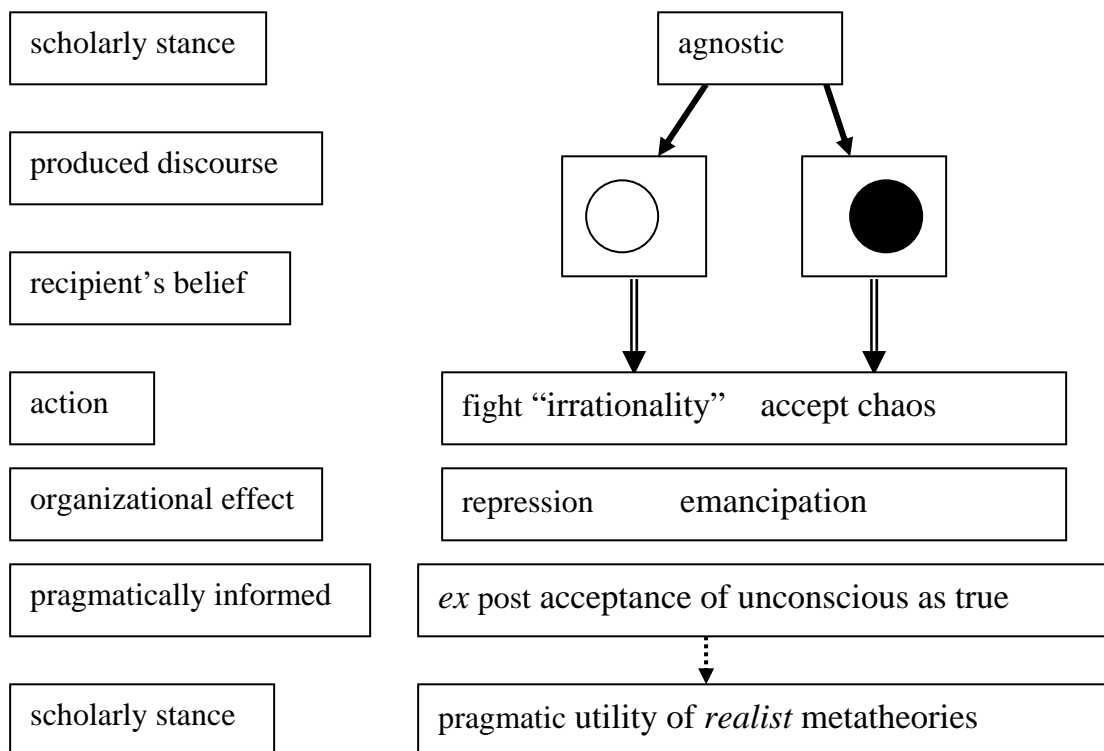 scholarly stance
agnostic
produced discourse
recipient’s belief
action
fight “irrationality” accept chaos
organizational effect
repression emancipation
pragmatically informed
ex post acceptance of unconscious as true
scholarly stance
pragmatic utility of realist metatheories